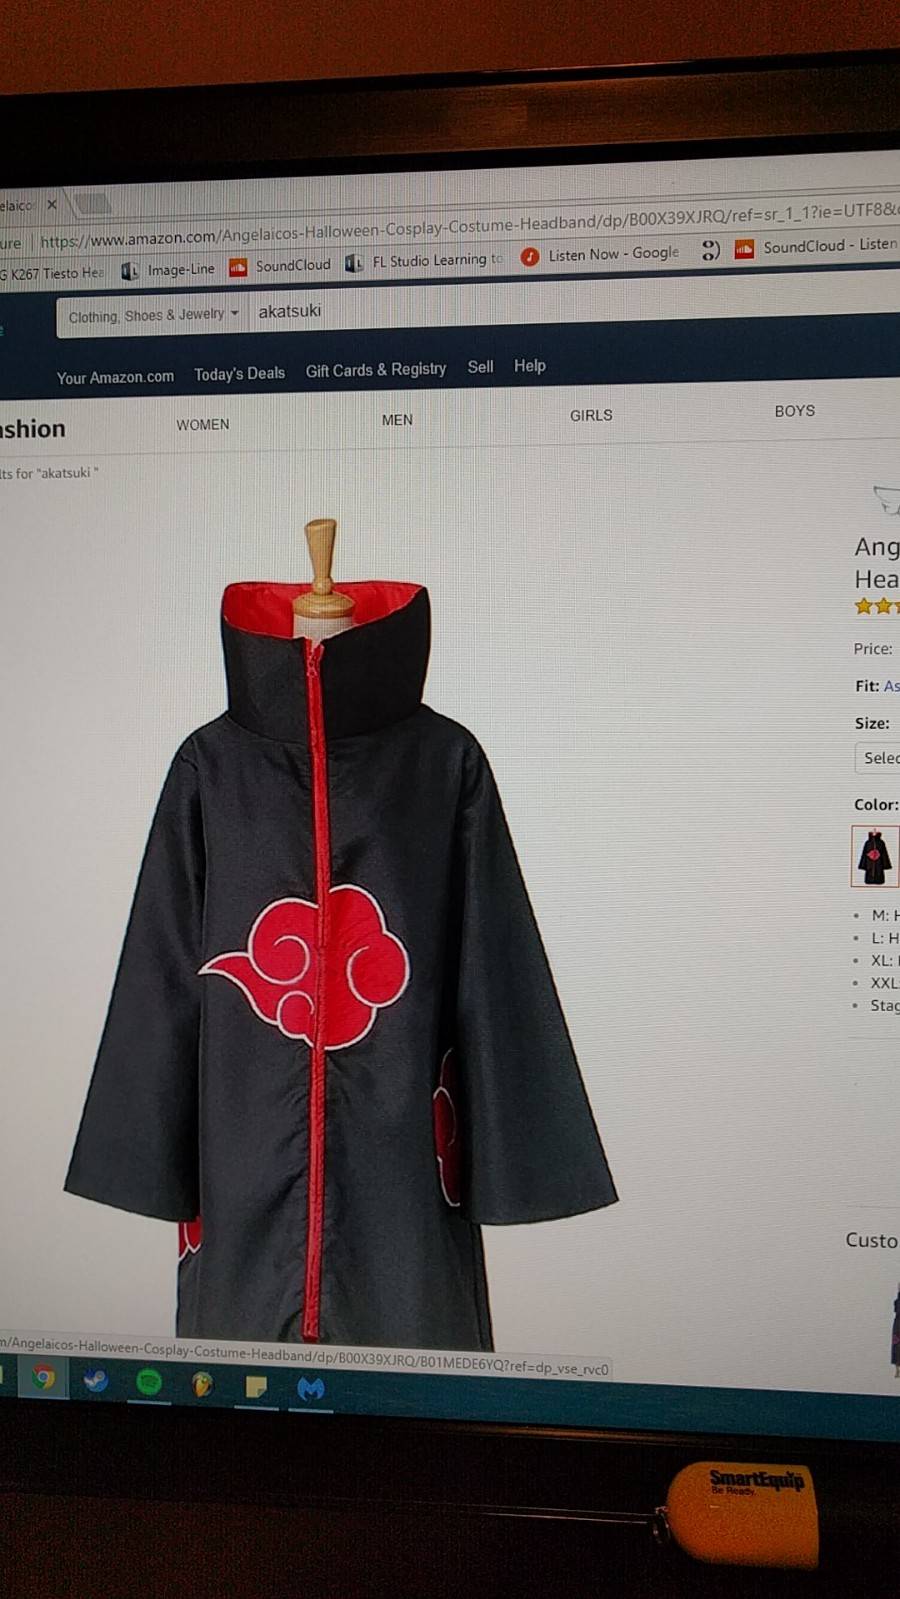 elaico
ure https://www.amazon.com/Angelaicos-Halloween-Cosplay-Costume-Headband/dp/B00X39XJRQ/ref=sr_1_1?ie=UTF8&
G K267 Tiesto Hea Image-Line SoundCloud FL Studio Learning to Listen Now - Google SoundCloud - Listen
Clothing, Shoes & Jewelry akatsuki
Your Amazon.com Today's Deals Gift Cards & Registry Sell Help
ashion WOMEN MEN GIRLS BOYS
lts for "akatsuki "
Ang
Hea
Price:
Fit: As
Size:
Selec
Color:
• M: H
• L: H
• XL:
• XXL:
• Stag
Custo
m/Angelaicos-Halloween-Cosplay-Costume-Headband/dp/B00X39XJRQ/B01MEDE6YQ?ref=dp_vse_rvc0
SmartEquip
Be Ready.